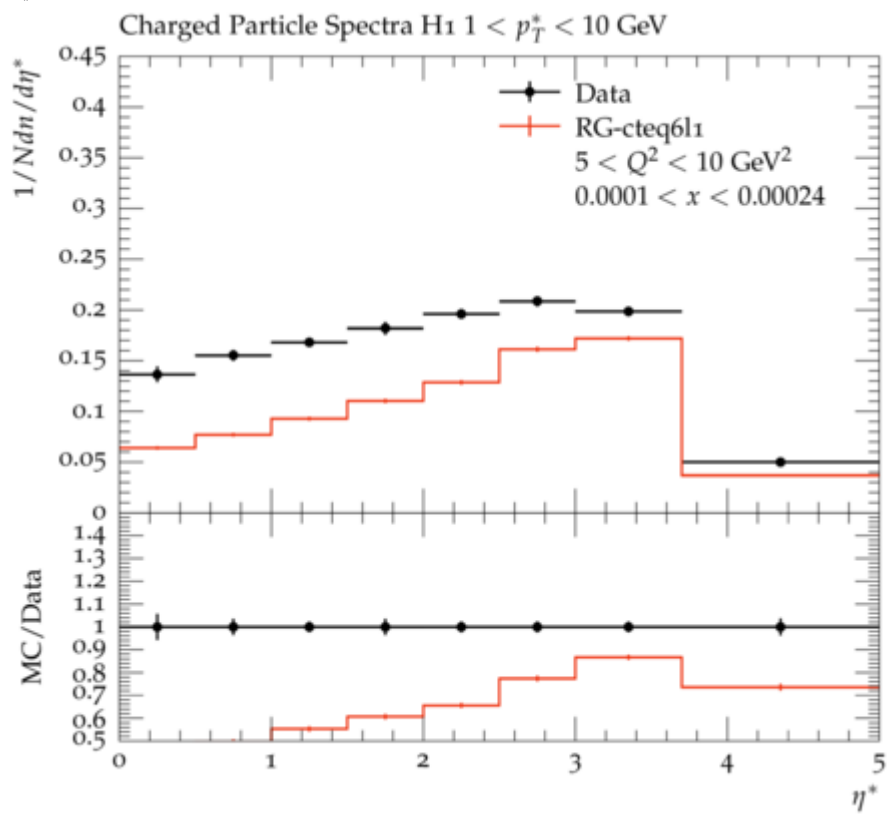 Charged Particle Spectra H1 1 < p*_T < 10 GeV
1/N dn/dη*
0.45
0.4
0.35
0.3
0.25
0.2
0.15
0.1
0.05
0
Data
RG-cteq6l1
5 < Q² < 10 GeV²
0.0001 < x < 0.00024
MC/Data
1.4
1.3
1.2
1.1
1
0.9
0.8
0.7
0.6
0.5
0 1 2 3 4 5
η*